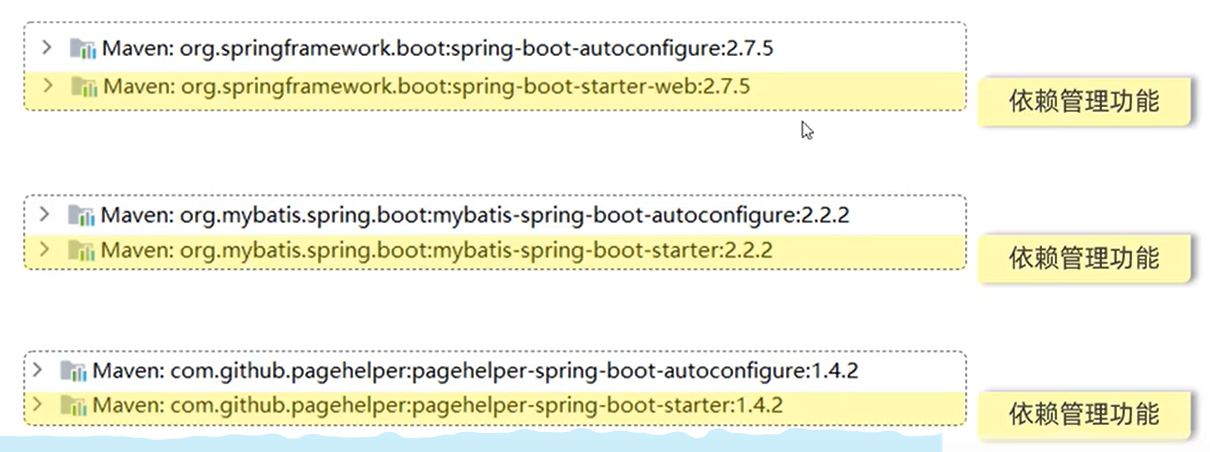 Maven: org.springframework.boot:spring-boot-autoconfigure:2.7.5
Maven: org.springframework.boot:spring-boot-starter-web:2.7.5
依赖管理功能
Maven: org.mybatis.spring.boot:mybatis-spring-boot-autoconfigure:2.2.2
Maven: org.mybatis.spring.boot:mybatis-spring-boot-starter:2.2.2
依赖管理功能
Maven: com.github.pagehelper:pagehelper-spring-boot-autoconfigure:1.4.2
Maven: com.github.pagehelper:pagehelper-spring-boot-starter:1.4.2
依赖管理功能